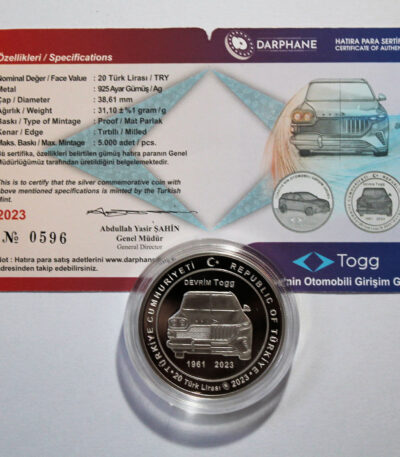 Özellikleri / Specifications
Nominal Değer / Face Value : 20 Türk Lirası / TRY
Metal : 925 Ayar Gümüş / Ag
Çap / Diameter : 38,61 mm
Ağırlık / Weight : 31,10 ±%1 gram / g
Baskı / Type of Mintage : Proof / Mat Parlak
Kenar / Edge : Tırtıllı / Milled
Maks. Baskı / Max. Mintage : 5.000 adet / pcs.
sertifika, özellikleri belirtilen gümüş hatıra paranın Genel
Müdürlüğümüz tarafından üretildiğini belgelemektedir.
This is to certify that the silver commemorative coin with
above mentioned specifications is minted by the Turkish
Mint.
2023
№ 0596
Abdullah Yasir ŞAHİN
Genel Müdür
General Director
Not : Hatıra para satış adetlerini www.darphane
adresinden takip edebilirsiniz.
DARPHANE
HATIRA PARA SERTİF
CERTIFICATE OF AUTHEN
Togg
'nin Otomobili Girişim G
TÜRKİYE CUMHURİYETİ REPUBLIC OF TÜRKİYE
DEVRİM Togg
1961 2023
20 Türk Lirası 2023